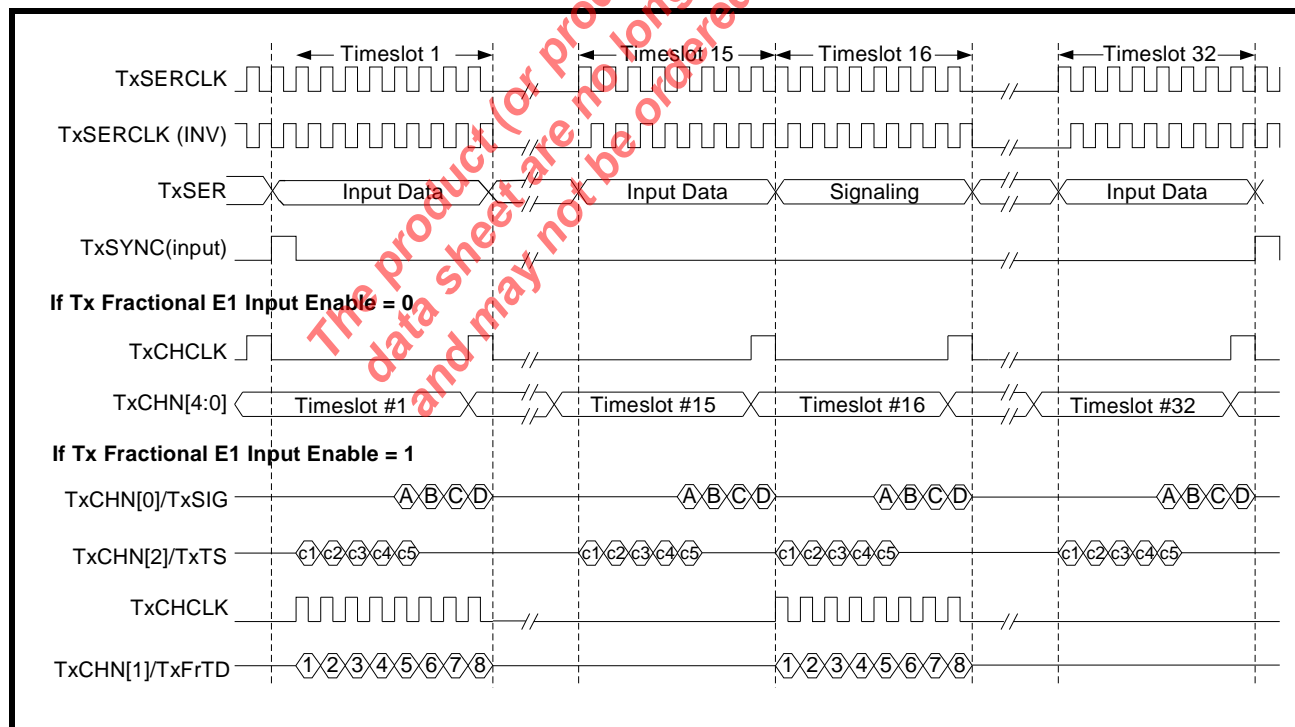 Timeslot 1 Timeslot 15 Timeslot 16 Timeslot 32
TxSERCLK
TxSERCLK (INV)
TxSER Input Data Input Data Signaling Input Data
TxSYNC(input)
If Tx Fractional E1 Input Enable = 0
TxCHCLK
TxCHN[4:0] Timeslot #1 Timeslot #15 Timeslot #16 Timeslot #32
If Tx Fractional E1 Input Enable = 1
TxCHN[0]/TxSIG A B C D A B C D A B C D A B C D
TxCHN[2]/TxTS c1 c2 c3 c4 c5 c1 c2 c3 c4 c5 c1 c2 c3 c4 c5 c1 c2 c3 c4 c5
TxCHCLK
TxCHN[1]/TxFrTD 1 2 3 4 5 6 7 8 1 2 3 4 5 6 7 8
The product (or
data sheet are no
and may not be ordered